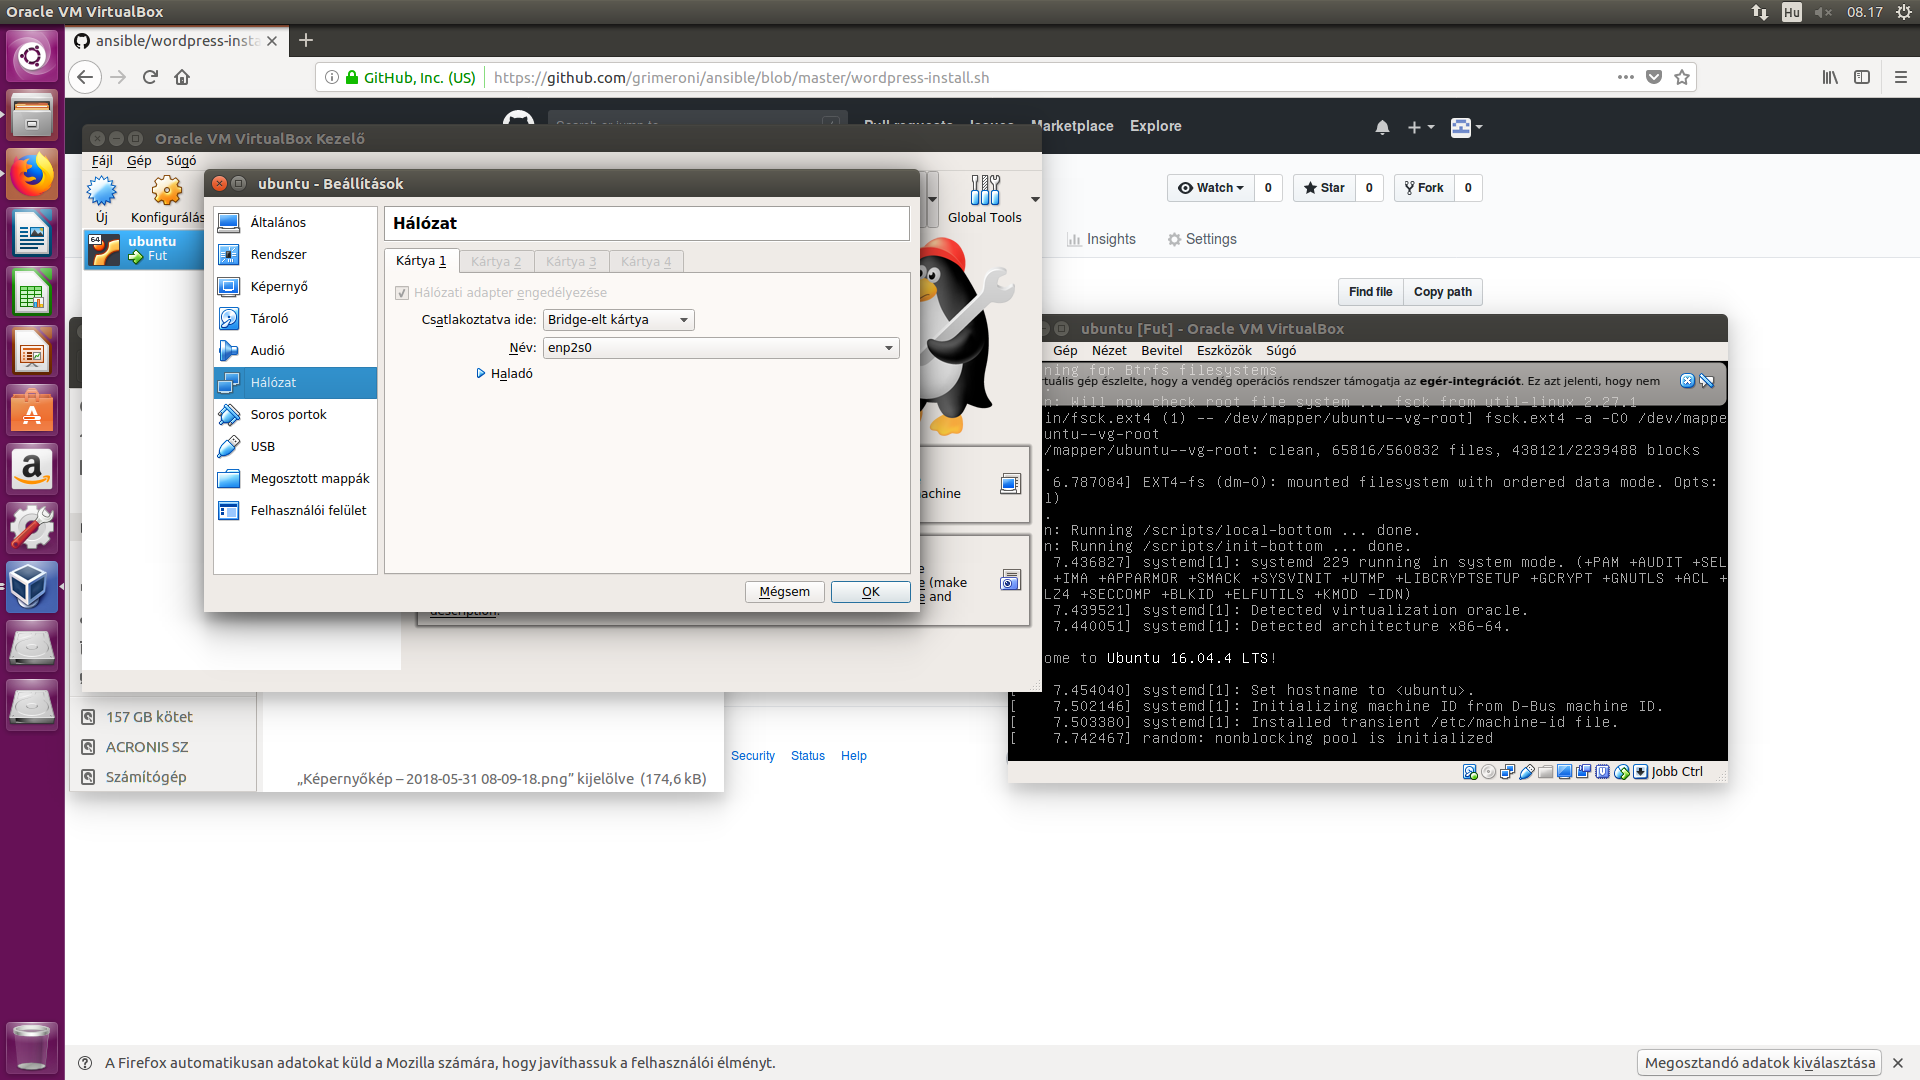 Oracle VM VirtualBox
Hu
08.17
ansible/wordpress-insta
GitHub, Inc. (US)
https://github.com/grimeroni/ansible/blob/master/wordpress-install.sh
Marketplace Explore
Oracle VM VirtualBox Kezelő
Fájl Gép Súgó
Új
Konfigurálás
Global Tools
64
ubuntu
Fut
ubuntu - Beállítások
Általános
Rendszer
Képernyő
Tároló
Audió
Hálózat
Soros portok
USB
Megosztott mappák
Felhasználói felület
Hálózat
Kártya 1 Kártya 2 Kártya 3 Kártya 4
Hálózati adapter engedélyezése
Csatlakoztatva ide: Bridge-elt kártya
Név: enp2s0
Haladó
Mégsem OK
achine
e
e (make
e and
description.
Watch 0 Star 0 Fork 0
Insights Settings
Find file Copy path
ubuntu [Fut] - Oracle VM VirtualBox
Gép Nézet Bevitel Eszközök Súgó
ning for Btrfs filesystems
rtuális gép észlelte, hogy a vendég operációs rendszer támogatja az egér-integrációt. Ez azt jelenti, hogy nem
n: Will now check root file system ... fsck from util-linux 2.27.1
in/fsck.ext4 (1) -- /dev/mapper/ubuntu--vg-root] fsck.ext4 -a -C0 /dev/mappe
untu--vg-root
/mapper/ubuntu--vg-root: clean, 65816/560832 files, 438121/2239488 blocks
.
6.787084] EXT4-fs (dm-0): mounted filesystem with ordered data mode. Opts:
l)
.
n: Running /scripts/local-bottom ... done.
n: Running /scripts/init-bottom ... done.
7.436827] systemd[1]: systemd 229 running in system mode. (+PAM +AUDIT +SEL
+IMA +APPARMOR +SMACK +SYSVINIT +UTMP +LIBCRYPTSETUP +GCRYPT +GNUTLS +ACL +
LZ4 +SECCOMP +BLKID +ELFUTILS +KMOD -IDN)
7.439521] systemd[1]: Detected virtualization oracle.
7.440051] systemd[1]: Detected architecture x86-64.
ome to Ubuntu 16.04.4 LTS!
[ 7.454040] systemd[1]: Set hostname to <ubuntu>.
[ 7.502146] systemd[1]: Initializing machine ID from D-Bus machine ID.
[ 7.503380] systemd[1]: Installed transient /etc/machine-id file.
[ 7.742467] random: nonblocking pool is initialized
Jobb Ctrl
157 GB kötet
ACRONIS SZ
Számítógép
„Képernyőkép – 2018-05-31 08-09-18.png” kijelölve (174,6 kB)
Security Status Help
A Firefox automatikusan adatokat küld a Mozilla számára, hogy javíthassuk a felhasználói élményt.
Megosztandó adatok kiválasztása